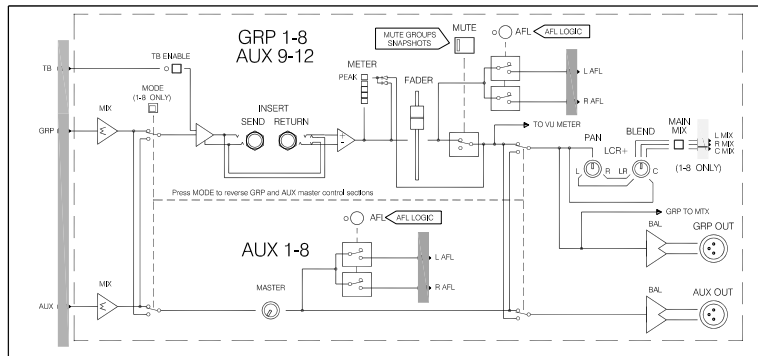 GRP 1-8
AUX 9-12
TB
TB ENABLE
MODE
(1-8 ONLY)
MIX
GRP
INSERT
SEND
RETURN
METER
PEAK
FADER
MUTE GROUPS
SNAPSHOTS
MUTE
AFL
AFL LOGIC
L AFL
R AFL
TO VU METER
PAN
L
R
LCR+
BLEND
LR
C
MAIN
MIX
L MIX
R MIX
C MIX
(1-8 ONLY)
Press MODE to reverse GRP and AUX master control sections
GRP TO MTX
BAL
GRP OUT
AUX 1-8
AFL
AFL LOGIC
L AFL
R AFL
MIX
AUX
MASTER
BAL
AUX OUT